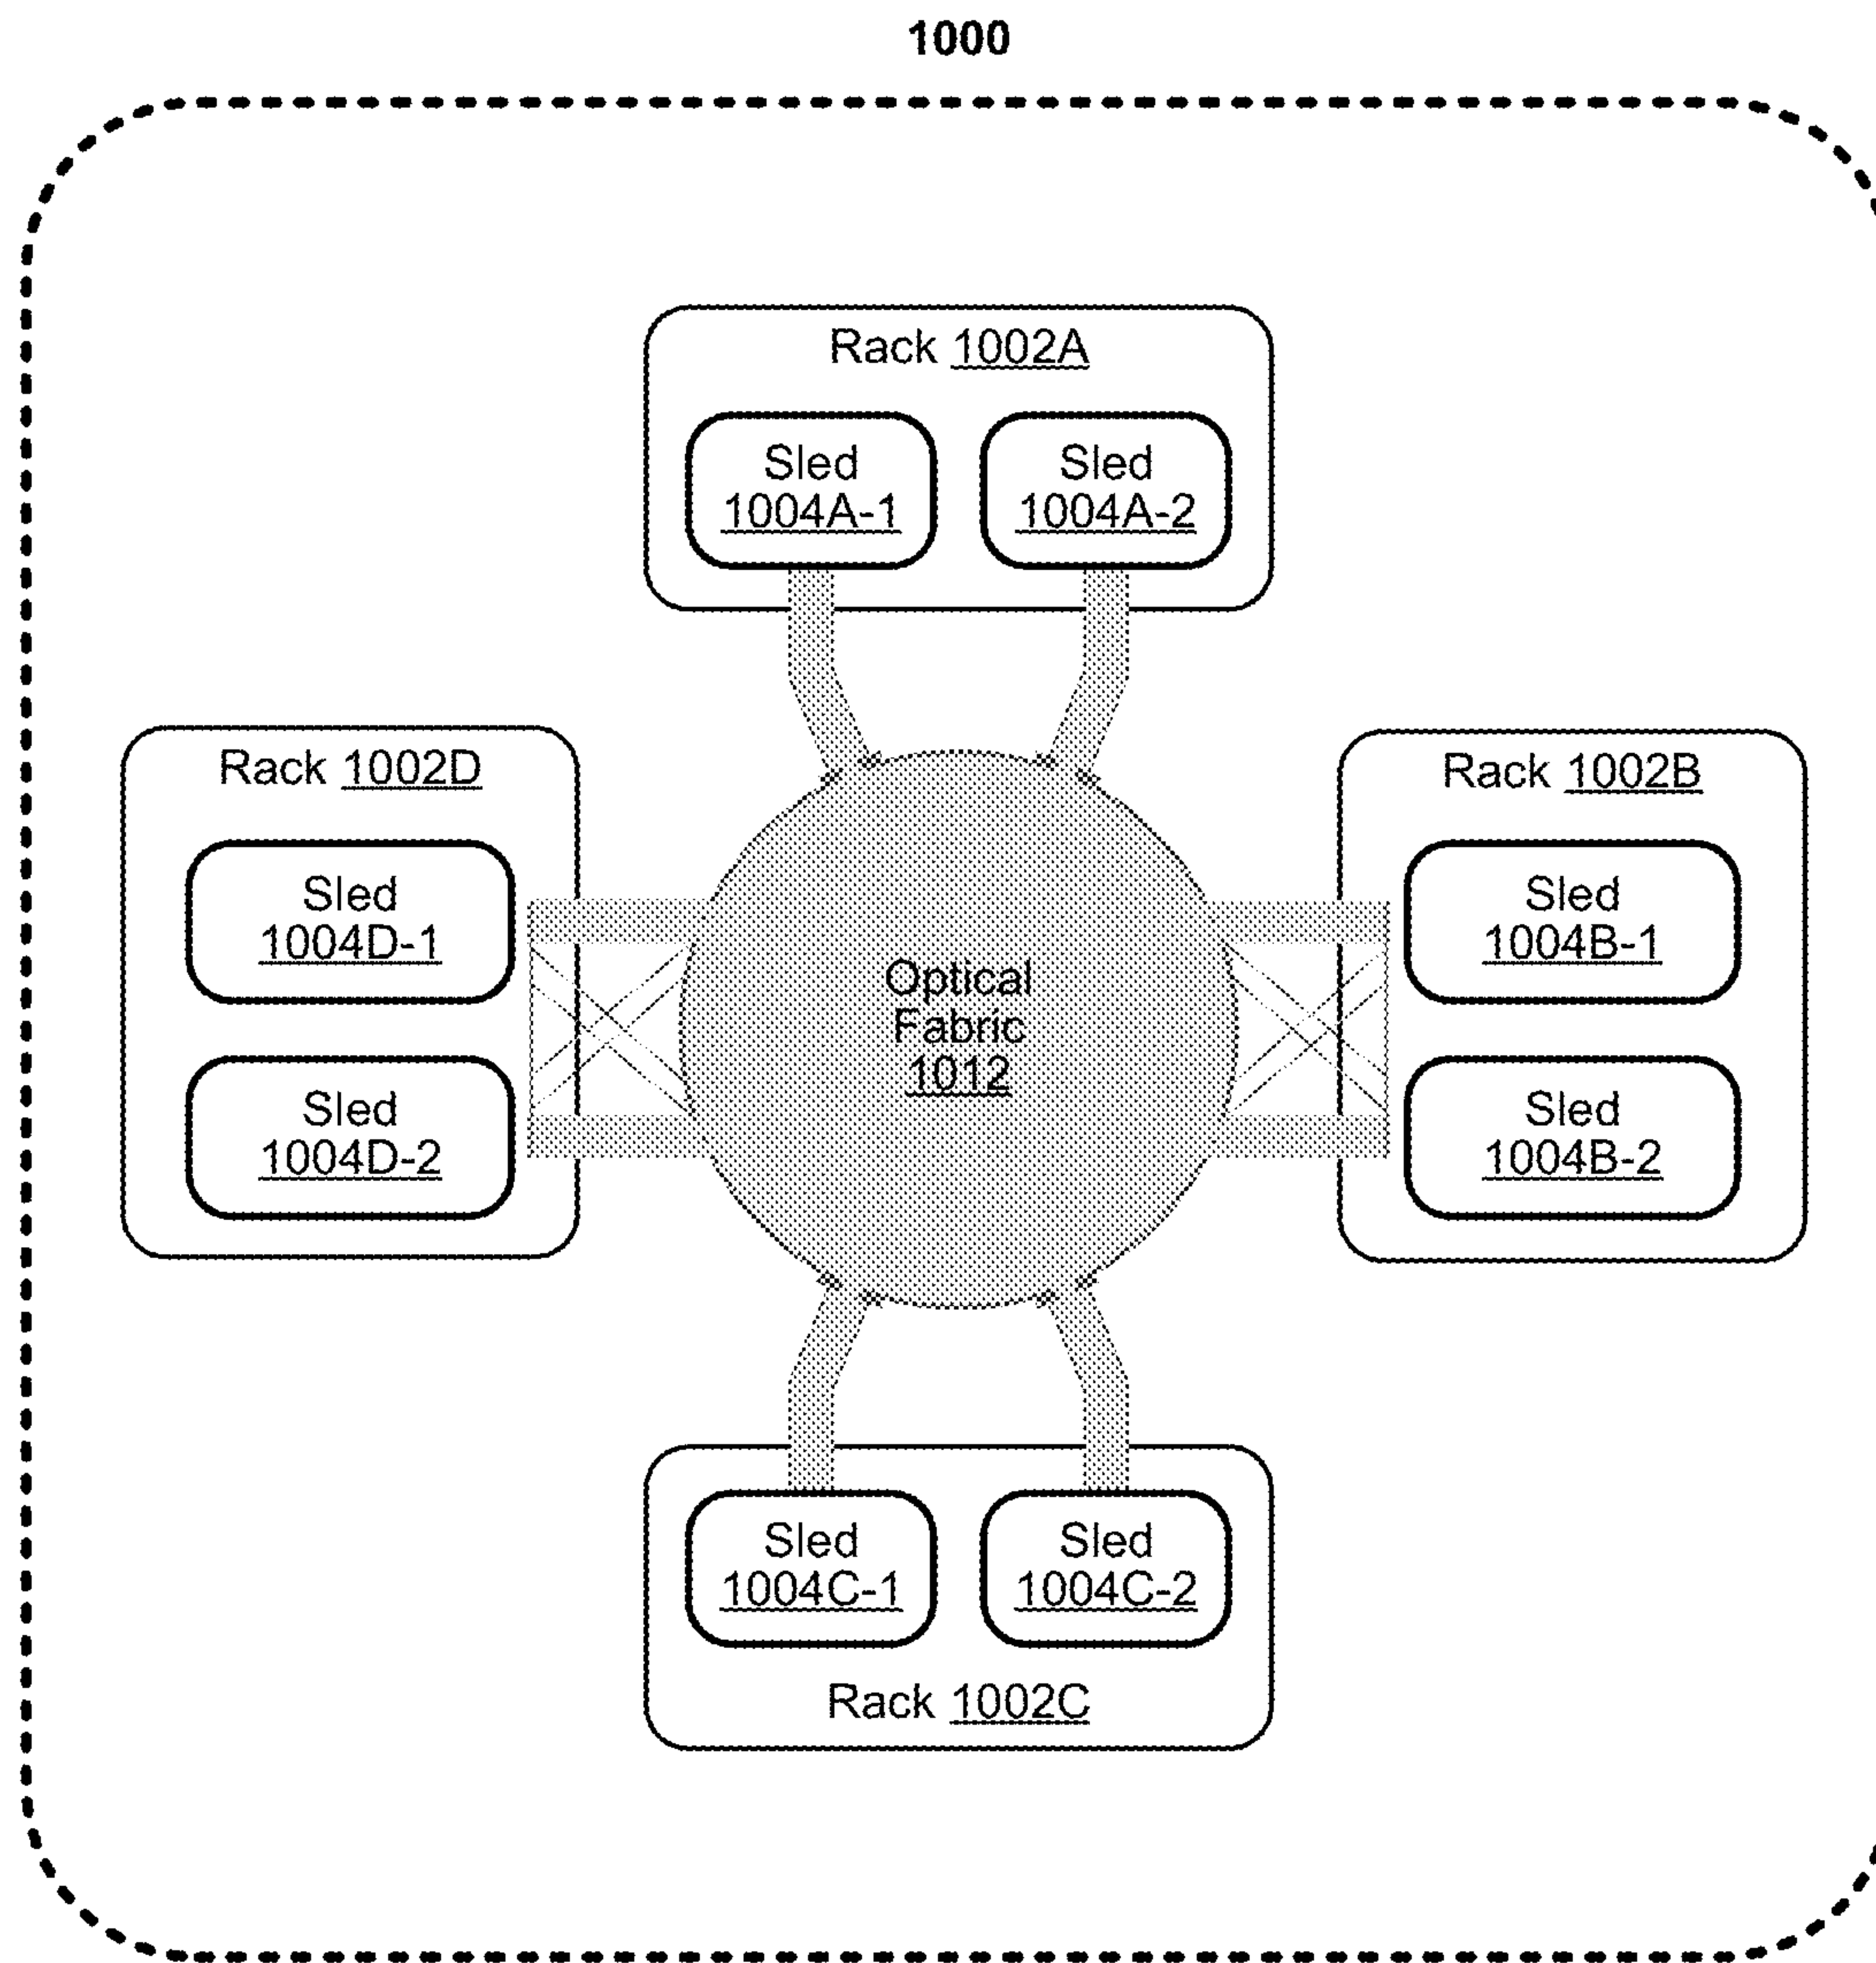 1000
Rack 1002A
Sled
1004A-1
Sled
1004A-2
Rack 1002D
Sled
1004D-1
Sled
1004D-2
Optical
Fabric
1012
Rack 1002B
Sled
1004B-1
Sled
1004B-2
Sled
1004C-1
Sled
1004C-2
Rack 1002C